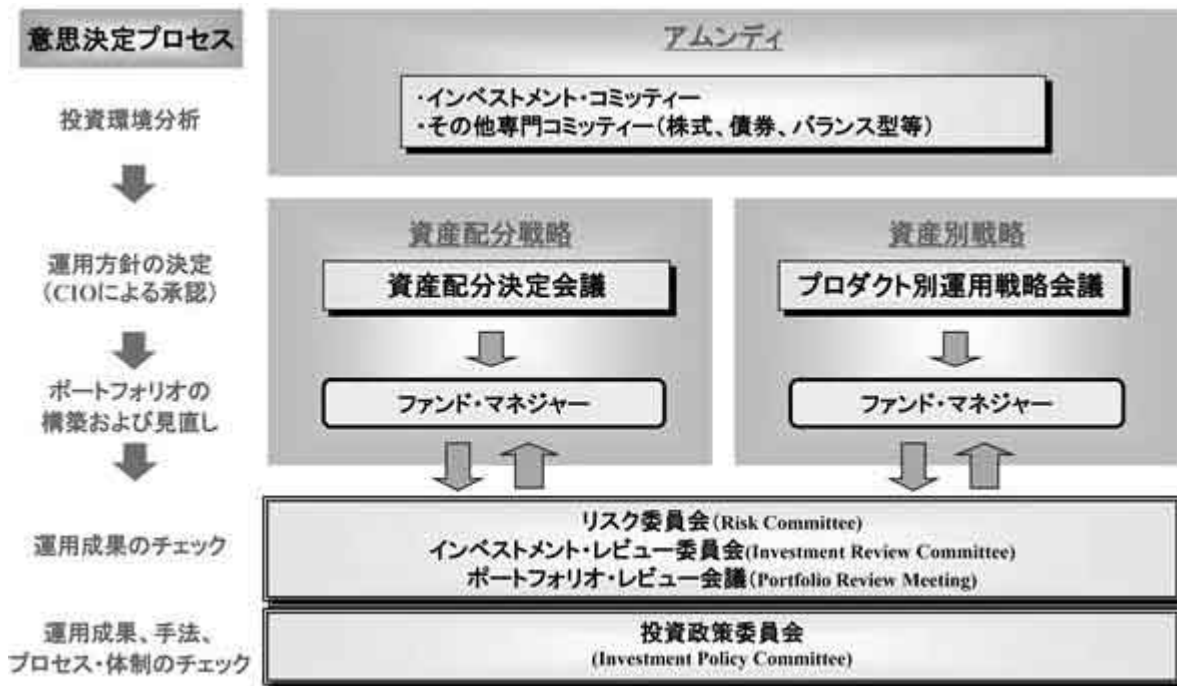 意思決定プロセス
アムンディ
投資環境分析
・インベストメント・コミッティー
・その他専門コミッティー（株式、債券、バランス型等）
資産配分戦略
資産別戦略
運用方針の決定
（CIOによる承認）
資産配分決定会議
プロダクト別運用戦略会議
ポートフォリオの
構築および見直し
ファンド・マネジャー
ファンド・マネジャー
運用成果のチェック
リスク委員会(Risk Committee)
インベストメント・レビュー委員会(Investment Review Committee)
ポートフォリオ・レビュー会議(Portfolio Review Meeting)
運用成果、手法、
プロセス・体制のチェック
投資政策委員会
(Investment Policy Committee)